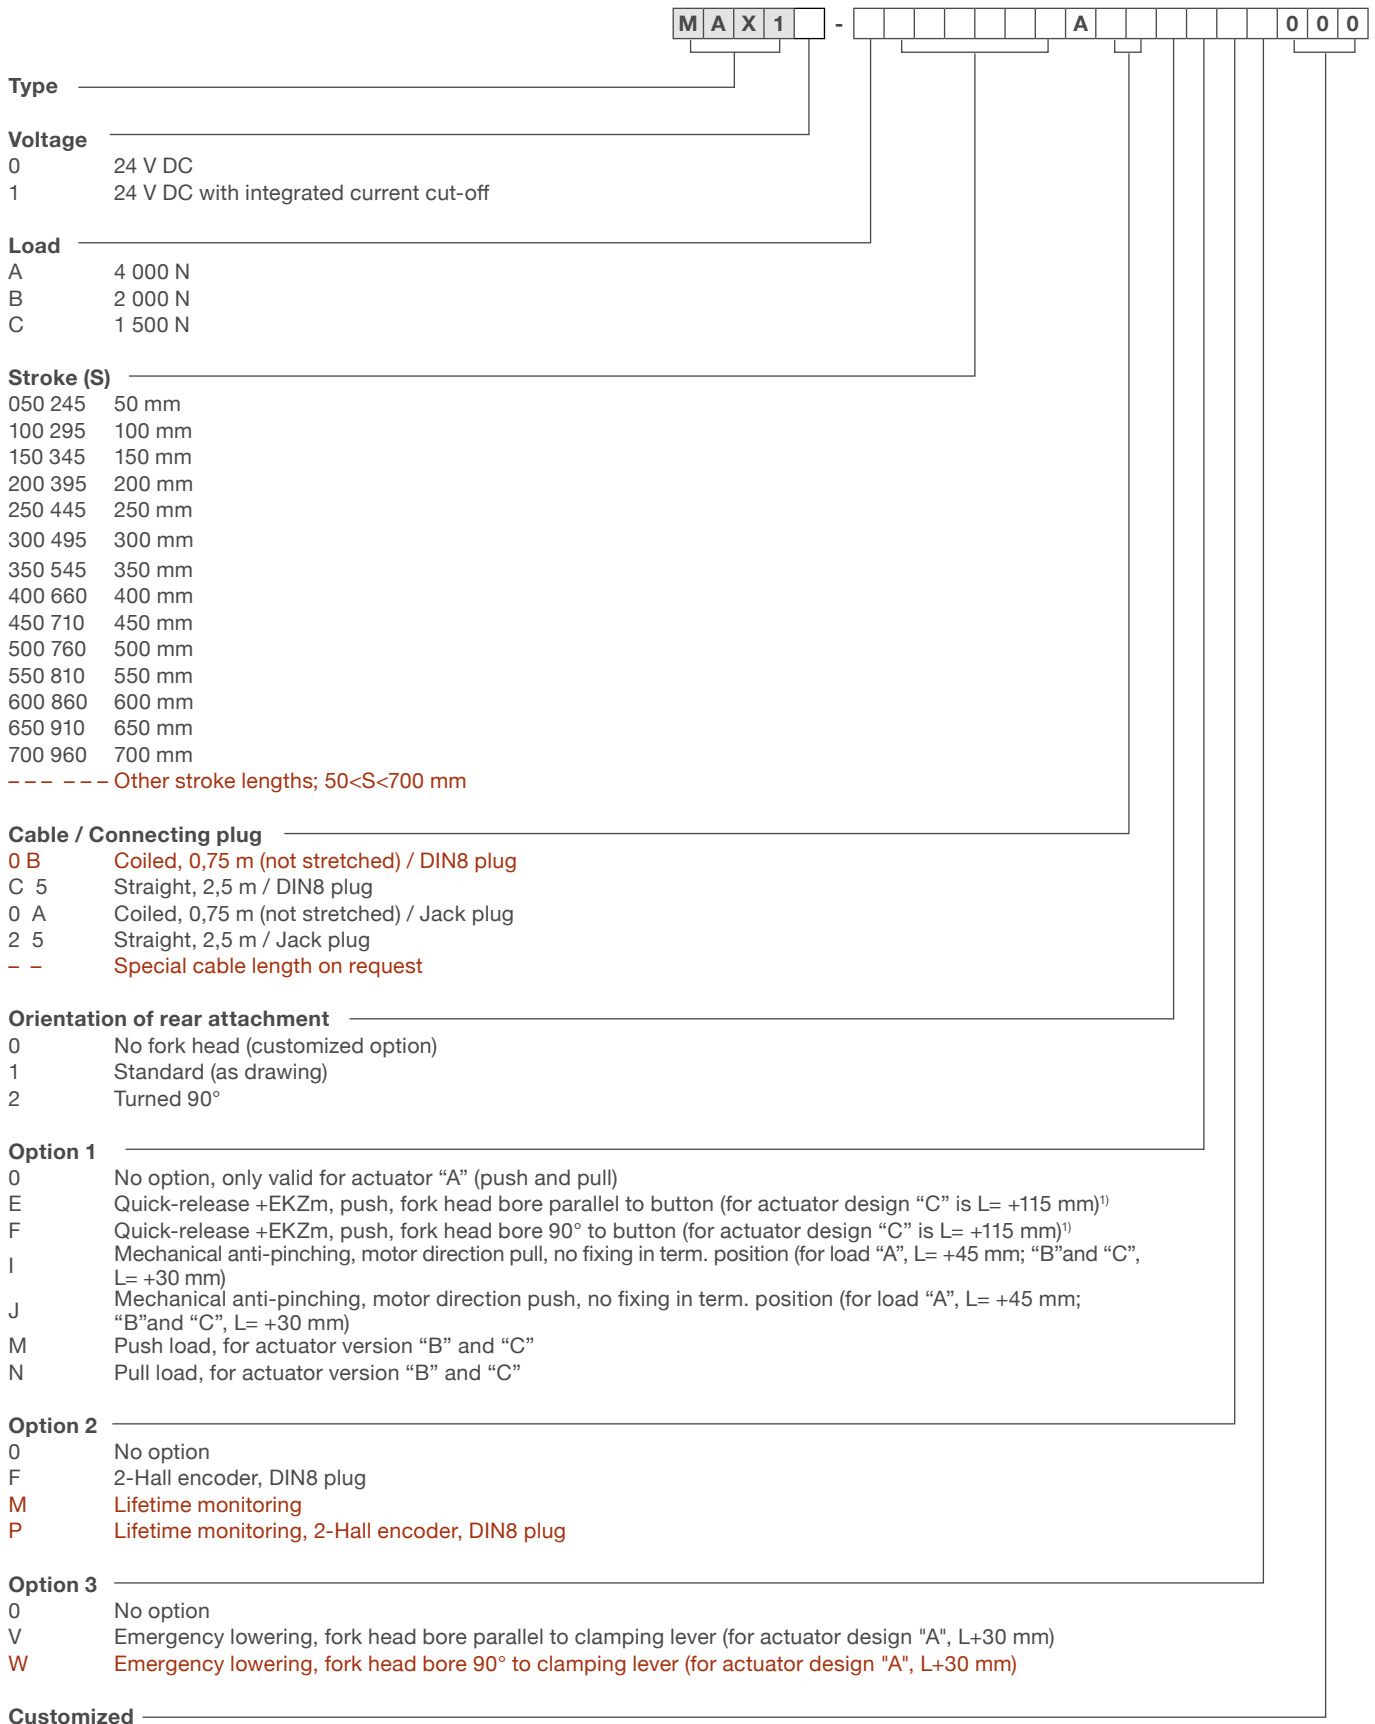 M A X 1 - A 0 0 0
Type
Voltage
0 24 V DC
1 24 V DC with integrated current cut-off
Load
A 4 000 N
B 2 000 N
C 1 500 N
Stroke (S)
050 245 50 mm
100 295 100 mm
150 345 150 mm
200 395 200 mm
250 445 250 mm
300 495 300 mm
350 545 350 mm
400 660 400 mm
450 710 450 mm
500 760 500 mm
550 810 550 mm
600 860 600 mm
650 910 650 mm
700 960 700 mm
– – – – – – Other stroke lengths; 50<S<700 mm
Cable / Connecting plug
0 B Coiled, 0,75 m (not stretched) / DIN8 plug
C 5 Straight, 2,5 m / DIN8 plug
0 A Coiled, 0,75 m (not stretched) / Jack plug
2 5 Straight, 2,5 m / Jack plug
– – Special cable length on request
Orientation of rear attachment
0 No fork head (customized option)
1 Standard (as drawing)
2 Turned 90°
Option 1
0 No option, only valid for actuator “A” (push and pull)
E Quick-release +EKZm, push, fork head bore parallel to button (for actuator design “C” is L= +115 mm)¹⁾
F Quick-release +EKZm, push, fork head bore 90° to button (for actuator design “C” is L= +115 mm)¹⁾
I Mechanical anti-pinching, motor direction pull, no fixing in term. position (for load “A”, L= +45 mm; “B”and “C”,
L= +30 mm)
J Mechanical anti-pinching, motor direction push, no fixing in term. position (for load “A”, L= +45 mm;
“B”and “C”, L= +30 mm)
M Push load, for actuator version “B” and “C”
N Pull load, for actuator version “B” and “C”
Option 2
0 No option
F 2-Hall encoder, DIN8 plug
M Lifetime monitoring
P Lifetime monitoring, 2-Hall encoder, DIN8 plug
Option 3
0 No option
V Emergency lowering, fork head bore parallel to clamping lever (for actuator design "A", L+30 mm)
W Emergency lowering, fork head bore 90° to clamping lever (for actuator design "A", L+30 mm)
Customized